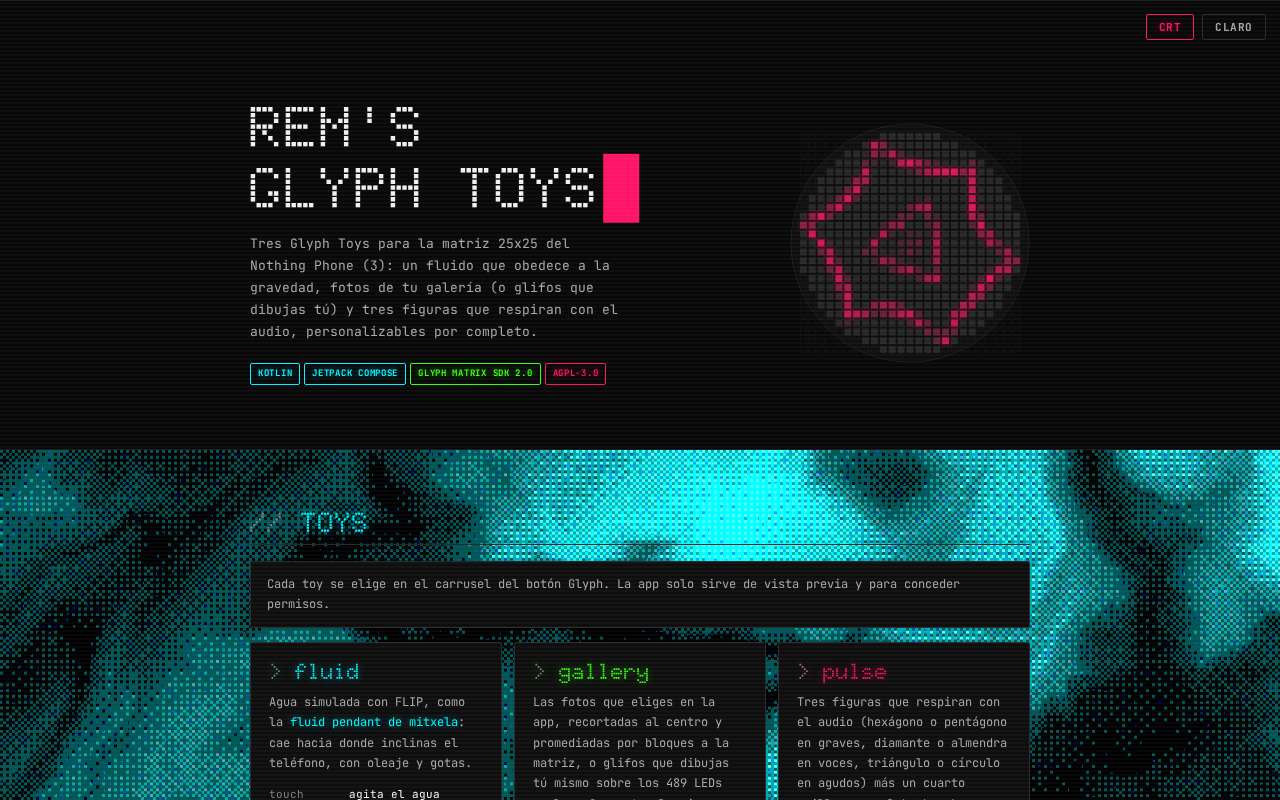 CRT
CLARO
REM'S
GLYPH TOYS
Tres Glyph Toys para la matriz 25x25 del
Nothing Phone (3): un fluido que obedece a la
gravedad, fotos de tu galería (o glifos que
dibujas tú) y tres figuras que respiran con el
audio, personalizables por completo.
KOTLIN
JETPACK COMPOSE
GLYPH MATRIX SDK 2.0
AGPL-3.0
// TOYS
Cada toy se elige en el carrusel del botón Glyph. La app solo sirve de vista previa y para conceder
permisos.
> fluid
Agua simulada con FLIP, como
la fluid pendant de mitxela:
cae hacia donde inclinas el
teléfono, con oleaje y gotas.
touch agita el agua
> gallery
Las fotos que eliges en la
app, recortadas al centro y
promediadas por bloques a la
matriz, o glifos que dibujas
tú mismo sobre los 489 LEDs
> pulse
Tres figuras que respiran con
el audio (hexágono o pentágono
en graves, diamante o almendra
en voces, triángulo o círculo
en agudos) más un cuarto